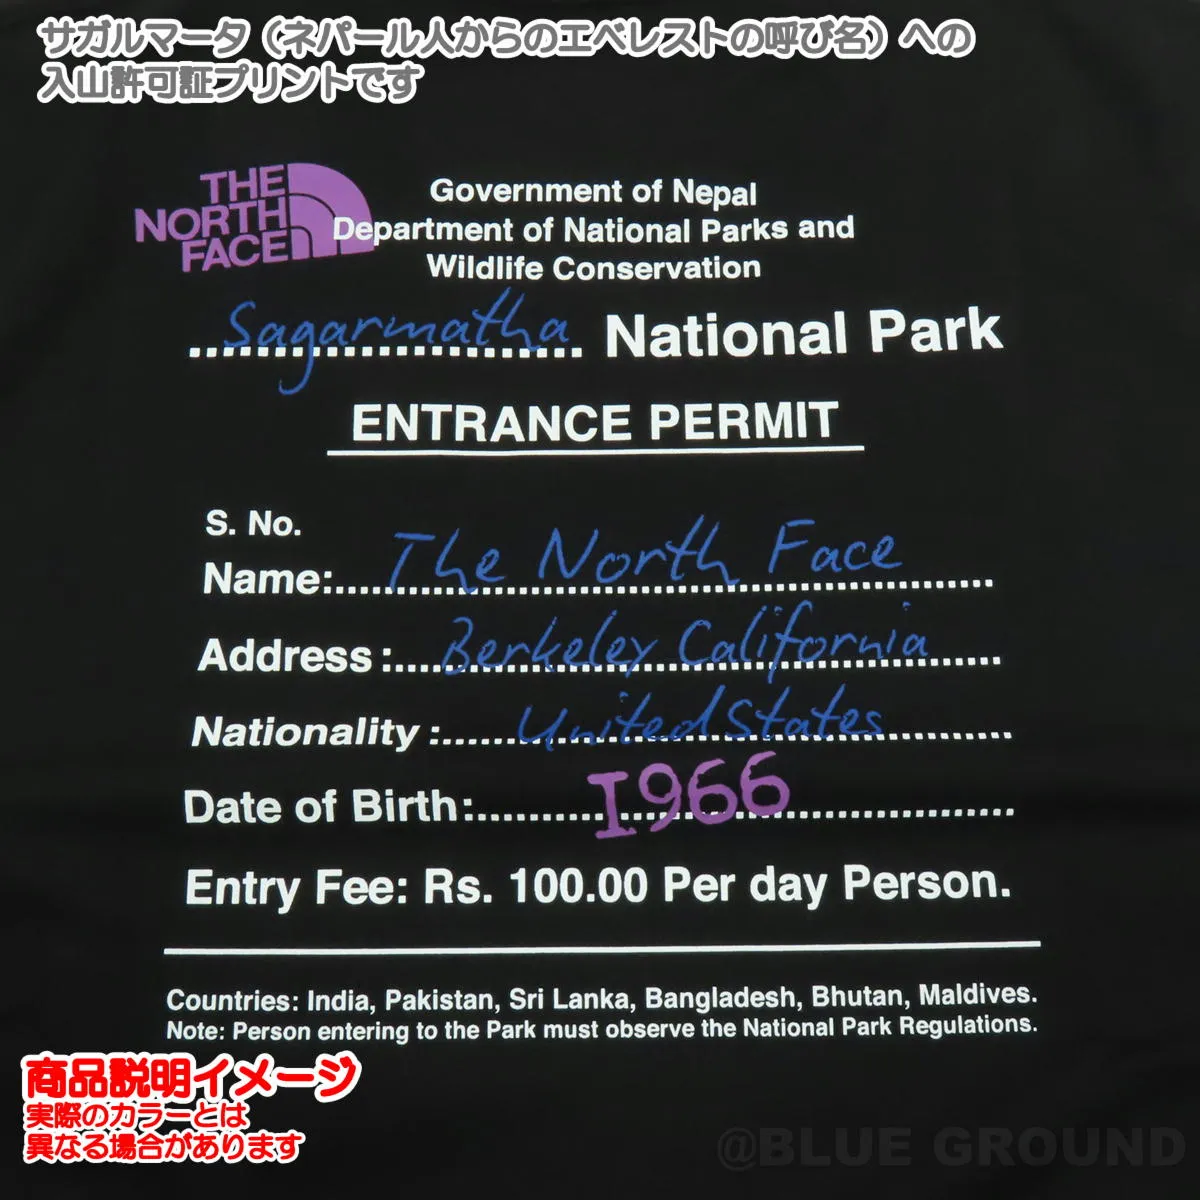 サガルマータ（ネパール人からのエベレストの呼び名）への
入山許可証プリントです
THE
NORTH
FACE
Government of Nepal
Department of National Parks and
Wildlife Conservation
Sagarmatha National Park
ENTRANCE PERMIT
S. No.
Name:..... The North Face
Address :..... Berkeley California
Nationality :..... United States
Date of Birth:..... 1966
Entry Fee: Rs. 100.00 Per day Person.
Countries: India, Pakistan, Sri Lanka, Bangladesh, Bhutan, Maldives.
Note: Person entering to the Park must observe the National Park Regulations.
商品説明イメージ
実際のカラーとは
異なる場合があります
@BLUE GROUND